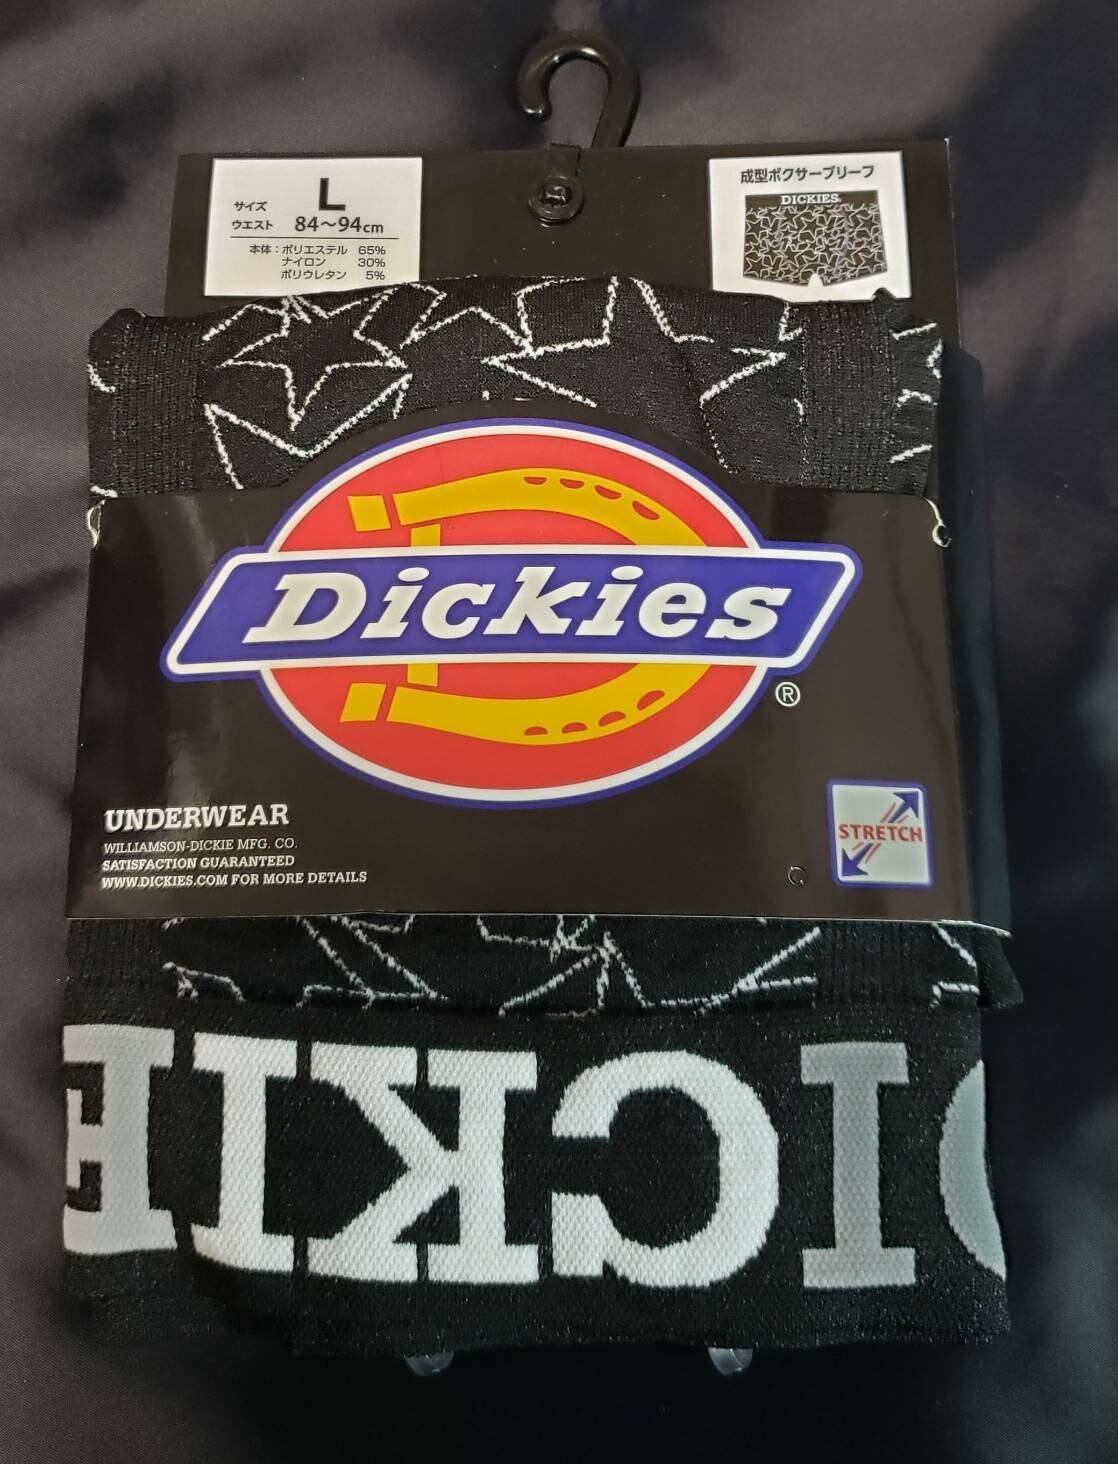 サイズ L
ウエスト 84～94cm
本体：ポリエステル 65%
ナイロン 30%
ポリウレタン 5%
成型ボクサーブリーフ
DICKIES
Dickies
®
UNDERWEAR
WILLIAMSON-DICKIE MFG. CO.
SATISFACTION GUARANTEED
WWW.DICKIES.COM FOR MORE DETAILS
STRETCH
DICKIE